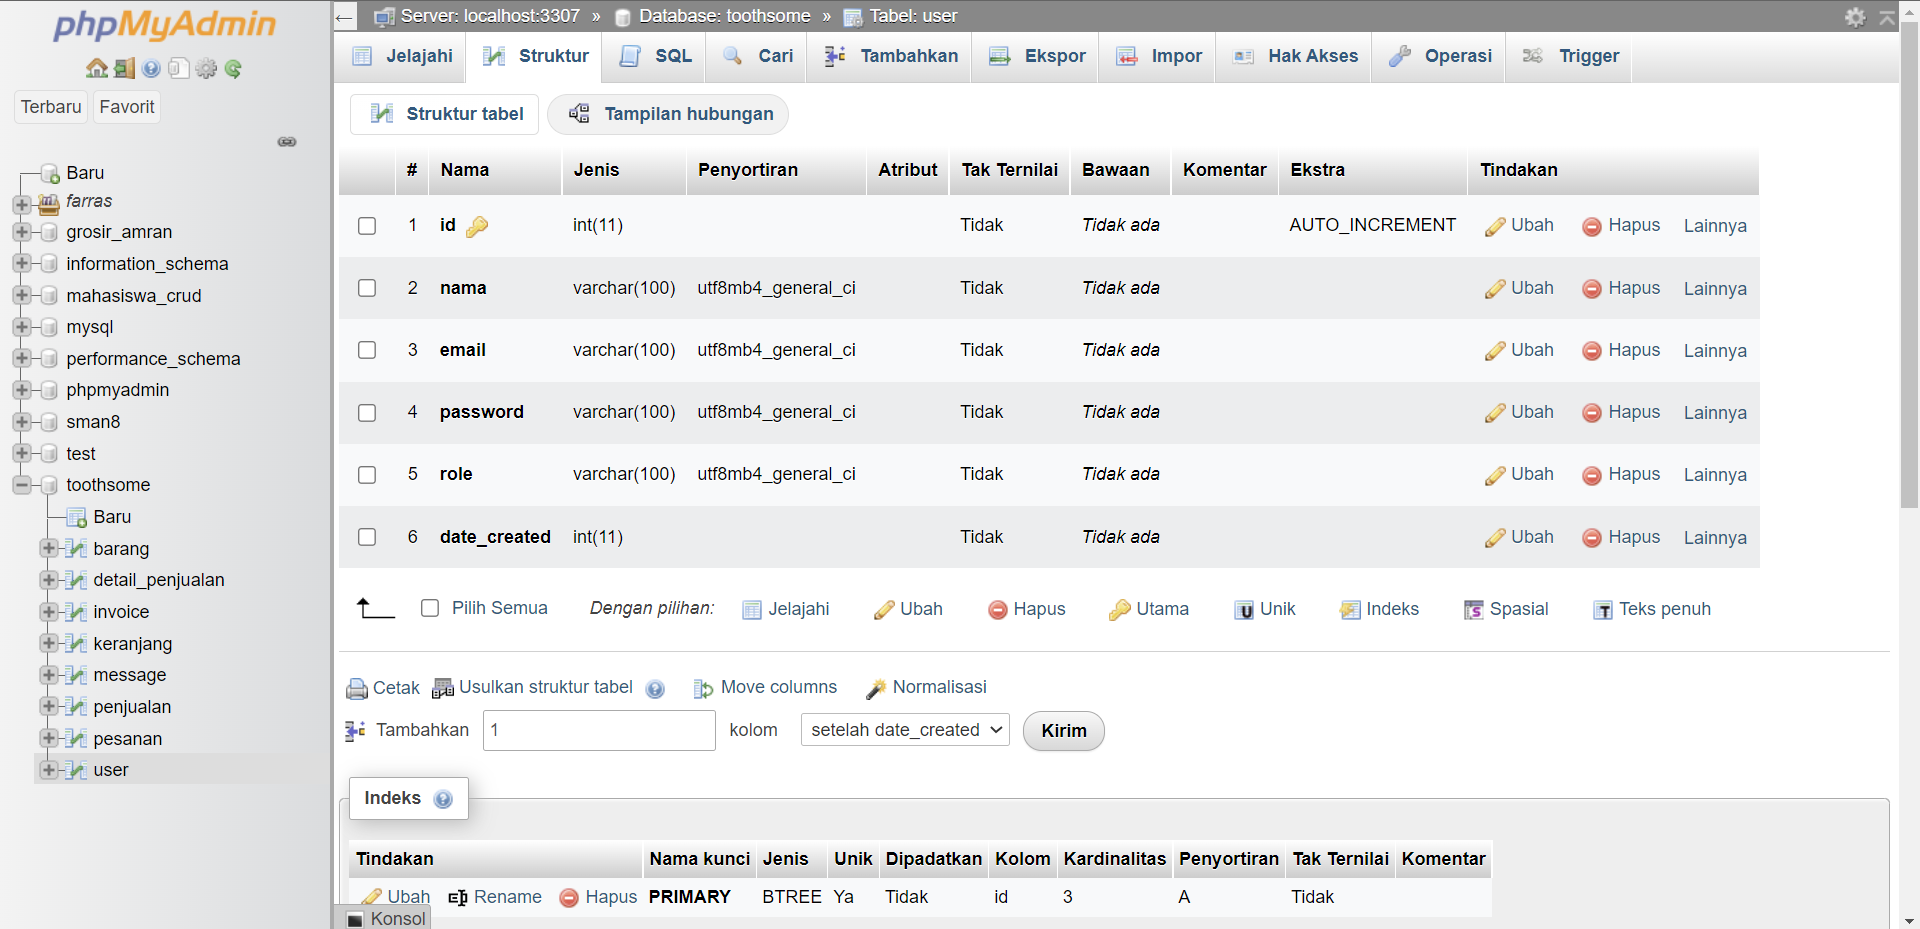 phpMyAdmin
Terbaru Favorit
Baru
farras
grosir_amran
information_schema
mahasiswa_crud
mysql
performance_schema
phpmyadmin
sman8
test
toothsome
Baru
barang
detail_penjualan
invoice
keranjang
message
penjualan
pesanan
user
← Server: localhost:3307 » Database: toothsome » Tabel: user
Jelajahi Struktur SQL Cari Tambahkan Ekspor Impor Hak Akses Operasi Trigger
Struktur tabel Tampilan hubungan
# Nama Jenis Penyortiran Atribut Tak Ternilai Bawaan Komentar Ekstra Tindakan
1 id int(11) Tidak Tidak ada AUTO_INCREMENT Ubah Hapus Lainnya
2 nama varchar(100) utf8mb4_general_ci Tidak Tidak ada Ubah Hapus Lainnya
3 email varchar(100) utf8mb4_general_ci Tidak Tidak ada Ubah Hapus Lainnya
4 password varchar(100) utf8mb4_general_ci Tidak Tidak ada Ubah Hapus Lainnya
5 role varchar(100) utf8mb4_general_ci Tidak Tidak ada Ubah Hapus Lainnya
6 date_created int(11) Tidak Tidak ada Ubah Hapus Lainnya
Pilih Semua Dengan pilihan: Jelajahi Ubah Hapus Utama Unik Indeks Spasial Teks penuh
Cetak Usulkan struktur tabel Move columns Normalisasi
Tambahkan 1 kolom setelah date_created Kirim
Indeks
Tindakan Nama kunci Jenis Unik Dipadatkan Kolom Kardinalitas Penyortiran Tak Ternilai Komentar
Ubah Rename Hapus PRIMARY BTREE Ya Tidak id 3 A Tidak
Konsol